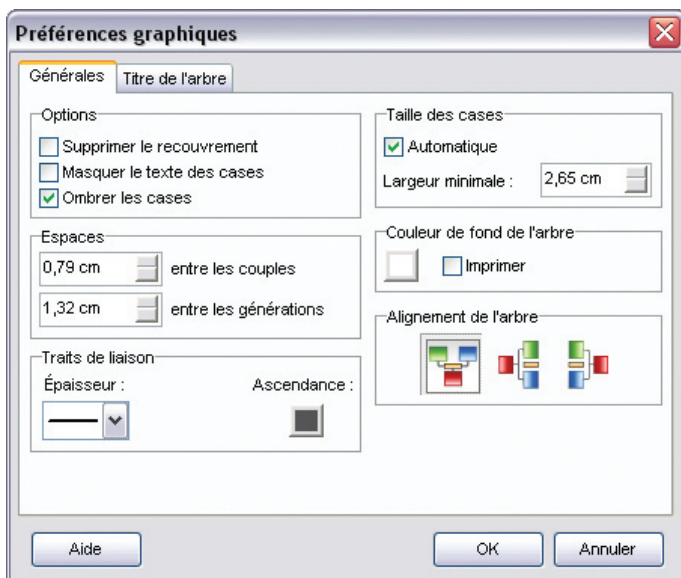 Préférences graphiques
Générales
Titre de l'arbre
Options
Supprimer le recouvrement
Masquer le texte des cases
Ombrer les cases
Espaces
0,79 cm entre les couples
1,32 cm entre les générations
Traits de liaison
Épaisseur :
Ascendance :
Taille des cases
Automatique
Largeur minimale : 2,65 cm
Couleur de fond de l'arbre
Imprimer
Alignement de l'arbre
Aide
OK
Annuler